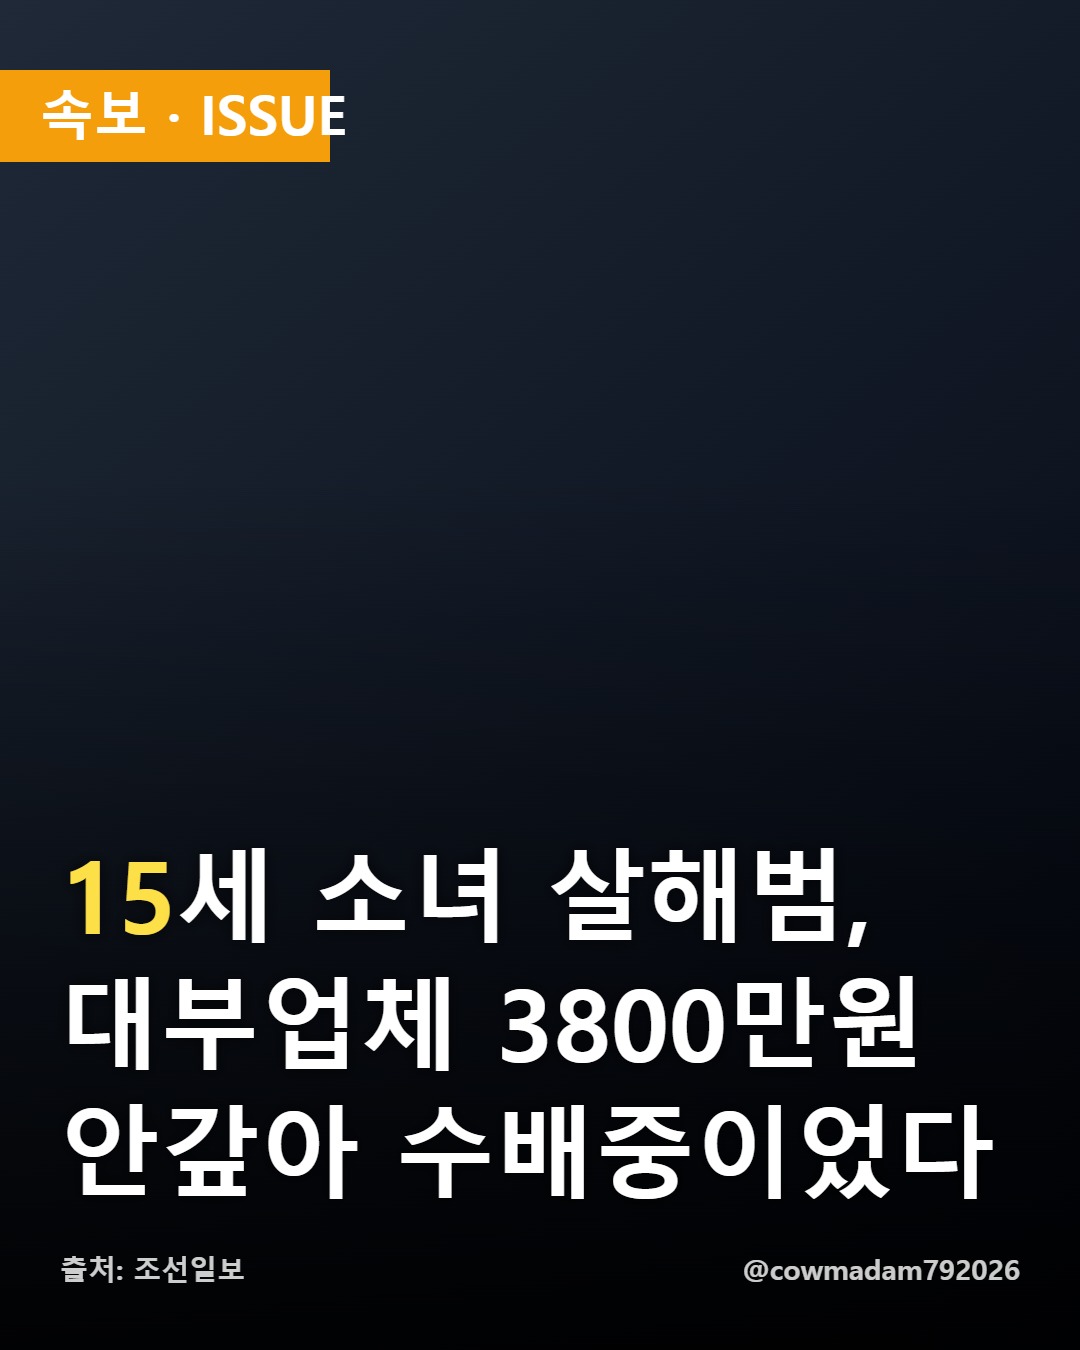 속보 · ISSUE
15세 소녀 살해범,
대부업체 3800만원
안갚아 수배중이었다
출처: 조선일보
@cowmadam792026